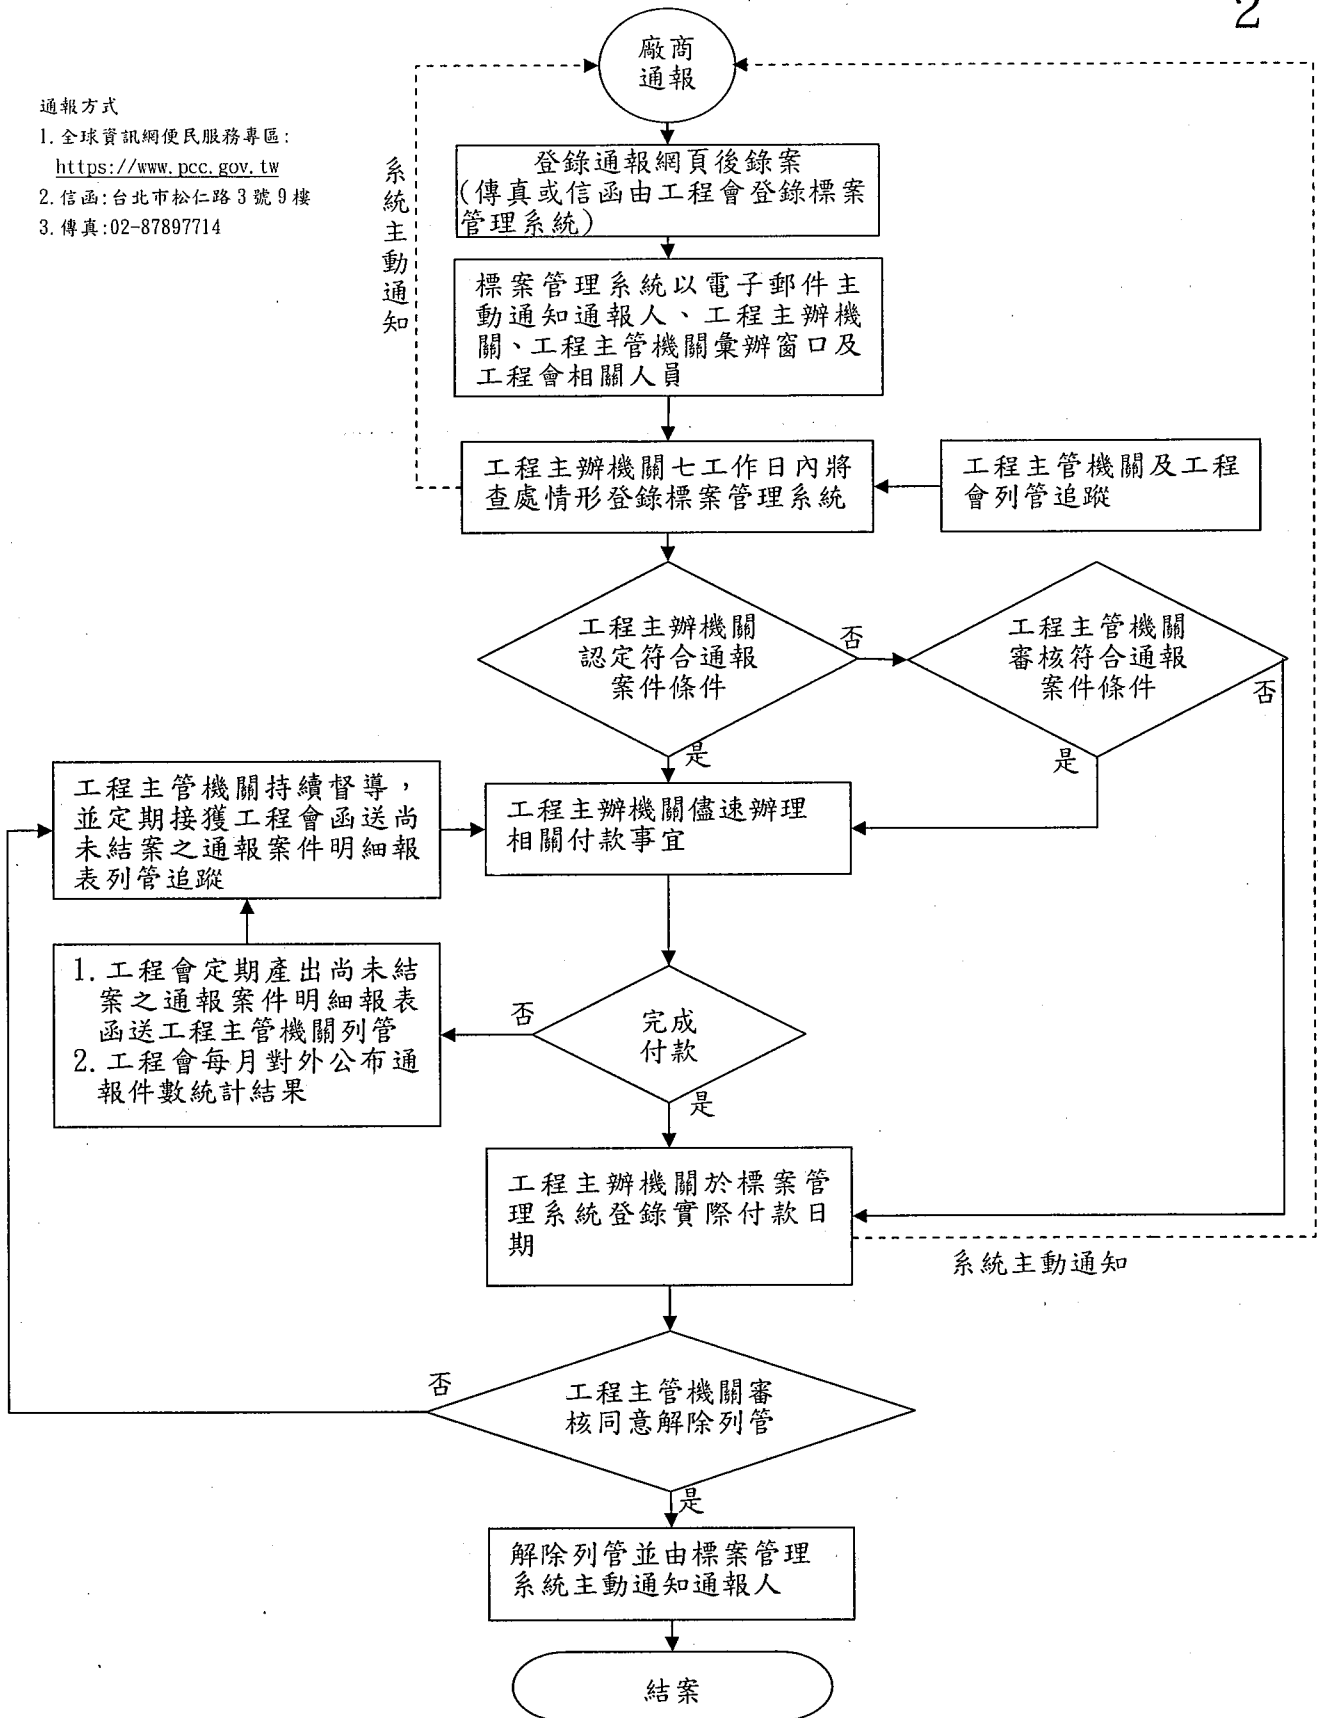 2
廠商
通報
通報方式
1. 全球資訊網便民服務專區:
https://www.pcc.gov.tw
2. 信函:台北市松仁路 3 號 9 樓
3. 傳真:02-87897714
系統主動通知
登錄通報網頁後錄案
(傳真或信函由工程會登錄標案
管理系統)
標案管理系統以電子郵件主
動通知通報人、工程主辦機
關、工程主管機關彙辦窗口及
工程會相關人員
工程主辦機關七工作日內將
查處情形登錄標案管理系統
工程主管機關及工程
會列管追蹤
工程主辦機關
認定符合通報
案件條件
否
工程主管機關
審核符合通報
案件條件
否
是
是
工程主管機關持續督導，
並定期接獲工程會函送尚
未結案之通報案件明細報
表列管追蹤
工程主辦機關儘速辦理
相關付款事宜
1. 工程會定期產出尚未結
案之通報案件明細報表
函送工程主管機關列管
2. 工程會每月對外公布通
報件數統計結果
否
完成
付款
是
工程主辦機關於標案管
理系統登錄實際付款日
期
系統主動通知
否
工程主管機關審
核同意解除列管
是
解除列管並由標案管理
系統主動通知通報人
結案